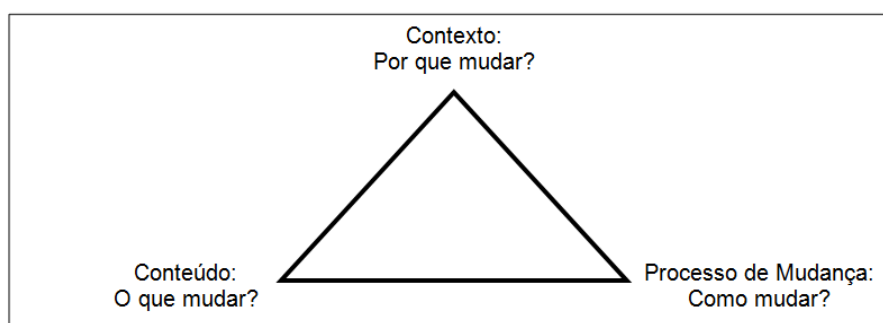 Contexto:
Por que mudar?
Conteúdo:
O que mudar?
Processo de Mudança:
Como mudar?